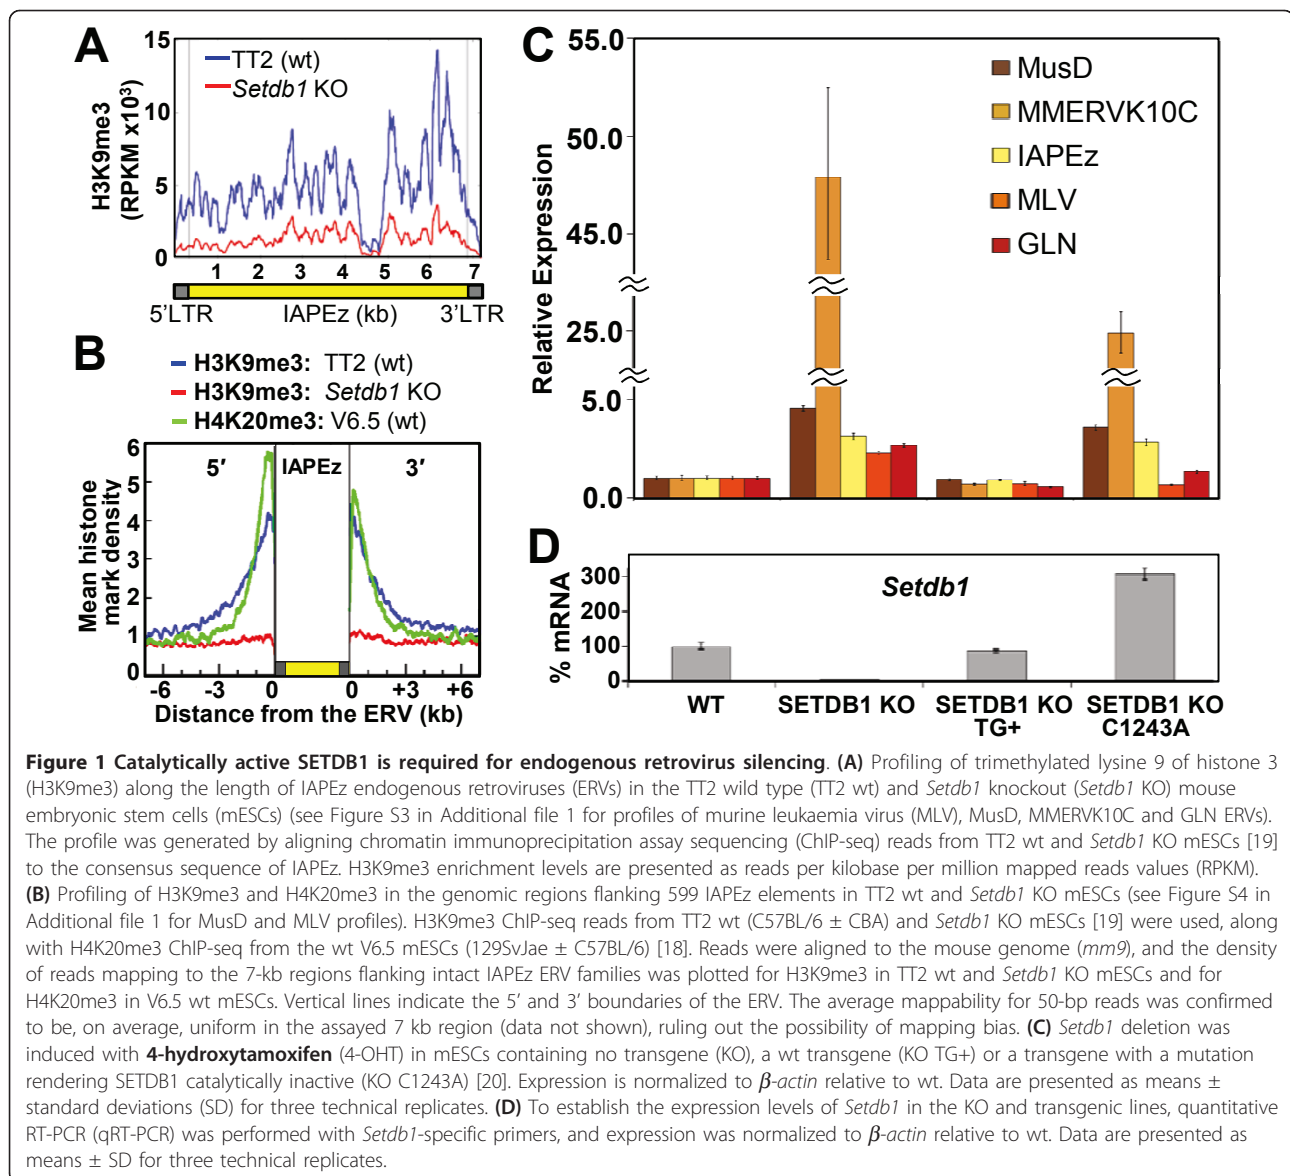 A
15
10
5
0
H3K9me3
(RPKM x10³)
TT2 (wt)
Setdb1 KO
1 2 3 4 5 6 7
5'LTR IAPEz (kb) 3'LTR
B
H3K9me3: TT2 (wt)
H3K9me3: Setdb1 KO
H4K20me3: V6.5 (wt)
6
5
4
3
2
1
0
Mean histone
mark density
5′ IAPEz 3′
-6 -3 0 0 +3 +6
Distance from the ERV (kb)
C
55.0
50.0
45.0
25.0
5.0
0.0
Relative Expression
MusD
MMERVK10C
IAPEz
MLV
GLN
D
300
200
100
0
% mRNA
Setdb1
WT SETDB1 KO SETDB1 KO SETDB1 KO
TG+ C1243A
Figure 1 Catalytically active SETDB1 is required for endogenous retrovirus silencing. (A) Profiling of trimethylated lysine 9 of histone 3
(H3K9me3) along the length of IAPEz endogenous retroviruses (ERVs) in the TT2 wild type (TT2 wt) and Setdb1 knockout (Setdb1 KO) mouse
embryonic stem cells (mESCs) (see Figure S3 in Additional file 1 for profiles of murine leukaemia virus (MLV), MusD, MMERVK10C and GLN ERVs).
The profile was generated by aligning chromatin immunoprecipitation assay sequencing (ChIP-seq) reads from TT2 wt and Setdb1 KO mESCs [19]
to the consensus sequence of IAPEz. H3K9me3 enrichment levels are presented as reads per kilobase per million mapped reads values (RPKM).
(B) Profiling of H3K9me3 and H4K20me3 in the genomic regions flanking 599 IAPEz elements in TT2 wt and Setdb1 KO mESCs (see Figure S4 in
Additional file 1 for MusD and MLV profiles). H3K9me3 ChIP-seq reads from TT2 wt (C57BL/6 ± CBA) and Setdb1 KO mESCs [19] were used, along
with H4K20me3 ChIP-seq from the wt V6.5 mESCs (129SvJae ± C57BL/6) [18]. Reads were aligned to the mouse genome (mm9), and the density
of reads mapping to the 7-kb regions flanking intact IAPEz ERV families was plotted for H3K9me3 in TT2 wt and Setdb1 KO mESCs and for
H4K20me3 in V6.5 wt mESCs. Vertical lines indicate the 5′ and 3′ boundaries of the ERV. The average mappability for 50-bp reads was confirmed
to be, on average, uniform in the assayed 7 kb region (data not shown), ruling out the possibility of mapping bias. (C) Setdb1 deletion was
induced with 4-hydroxytamoxifen (4-OHT) in mESCs containing no transgene (KO), a wt transgene (KO TG+) or a transgene with a mutation
rendering SETDB1 catalytically inactive (KO C1243A) [20]. Expression is normalized to β-actin relative to wt. Data are presented as means ±
standard deviations (SD) for three technical replicates. (D) To establish the expression levels of Setdb1 in the KO and transgenic lines, quantitative
RT-PCR (qRT-PCR) was performed with Setdb1-specific primers, and expression was normalized to β-actin relative to wt. Data are presented as
means ± SD for three technical replicates.